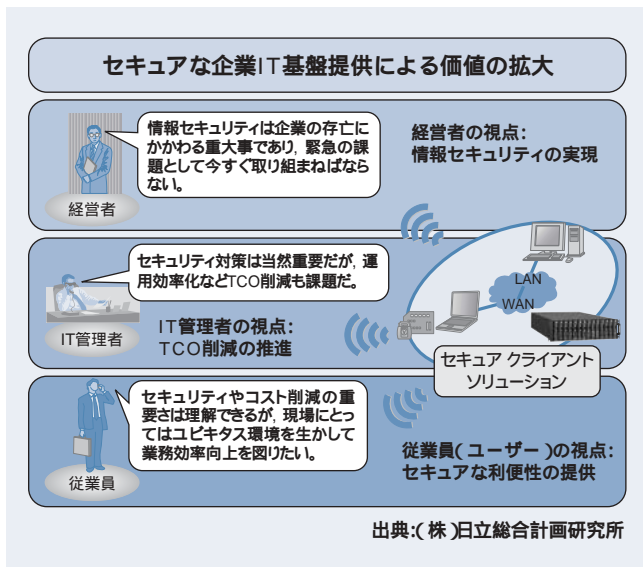 セキュアな企業IT基盤提供による価値の拡大
情報セキュリティは企業の存亡に
かかわる重大事であり, 緊急の課
題として今すぐ取り組まねばなら
ない。
経営者
経営者の視点:
情報セキュリティの実現
セキュリティ対策は当然重要だが, 運
用効率化などTCO削減も課題だ。
IT管理者
IT管理者の視点:
TCO削減の推進
LAN
WAN
セキュア クライアント
ソリューション
セキュリティやコスト削減の重
要さは理解できるが, 現場にとっ
てはユビキタス環境を生かして
業務効率向上を図りたい。
従業員
従業員(ユーザー)の視点:
セキュアな利便性の提供
出典:(株)日立総合計画研究所